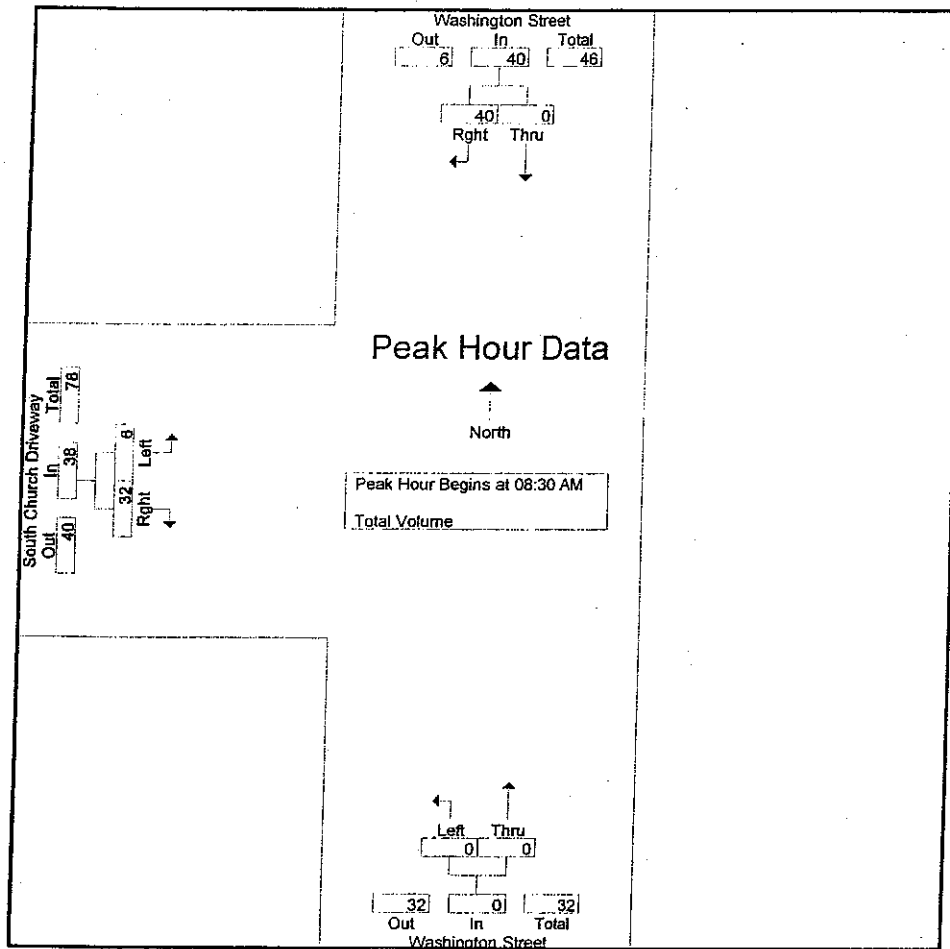 Washington Street
Out In Total
6 40 46
40 0
Rght Thru
Peak Hour Data
North
Peak Hour Begins at 08:30 AM
Total Volume
South Church Driveway
Out In Total
40 38 78
32 6
Rght Left
Left Thru
0 0
32 0 32
Out In Total
Washington Street